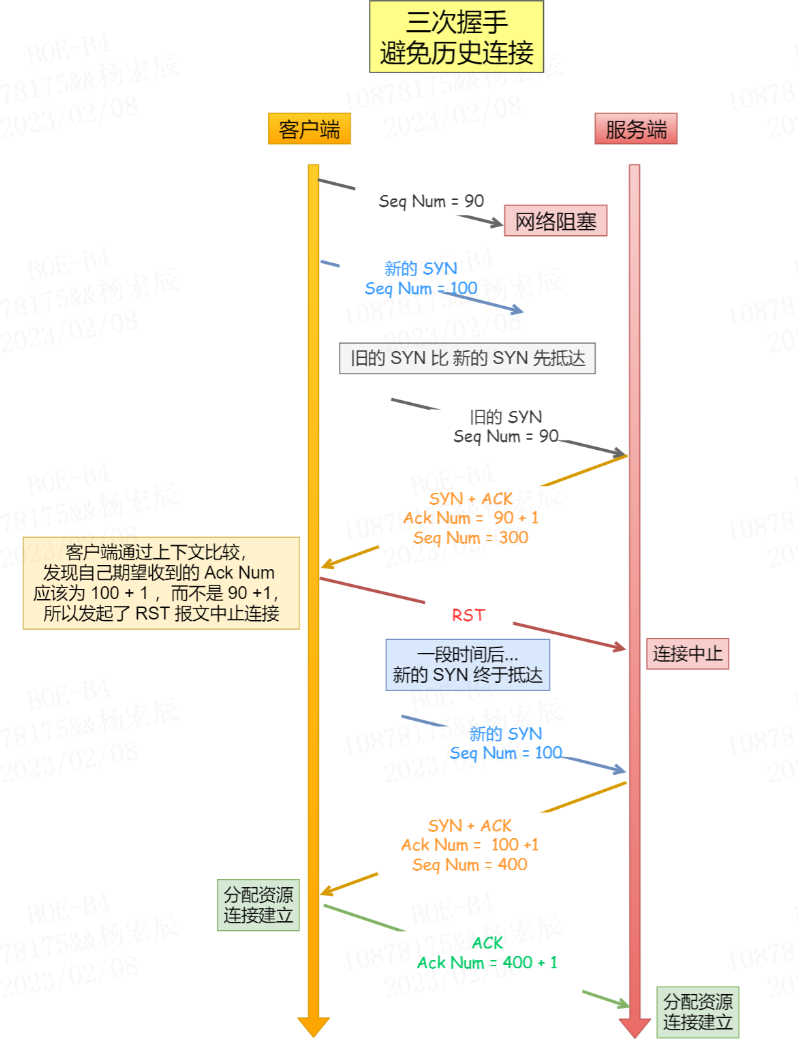 三次握手
避免历史连接
客户端
服务端
Seq Num = 90
网络阻塞
新的 SYN
Seq Num = 100
旧的 SYN 比 新的 SYN 先抵达
旧的 SYN
Seq Num = 90
SYN + ACK
Ack Num = 90 + 1
Seq Num = 300
客户端通过上下文比较，
发现自己期望收到的 Ack Num
应该为 100 + 1 ，而不是 90 +1，
所以发起了 RST 报文中止连接
RST
连接中止
一段时间后...
新的 SYN 终于抵达
新的 SYN
Seq Num = 100
SYN + ACK
Ack Num = 100 +1
Seq Num = 400
分配资源
连接建立
ACK
Ack Num = 400 + 1
分配资源
连接建立
BOE-B4
10878175&&杨宏辰
2023/02/08